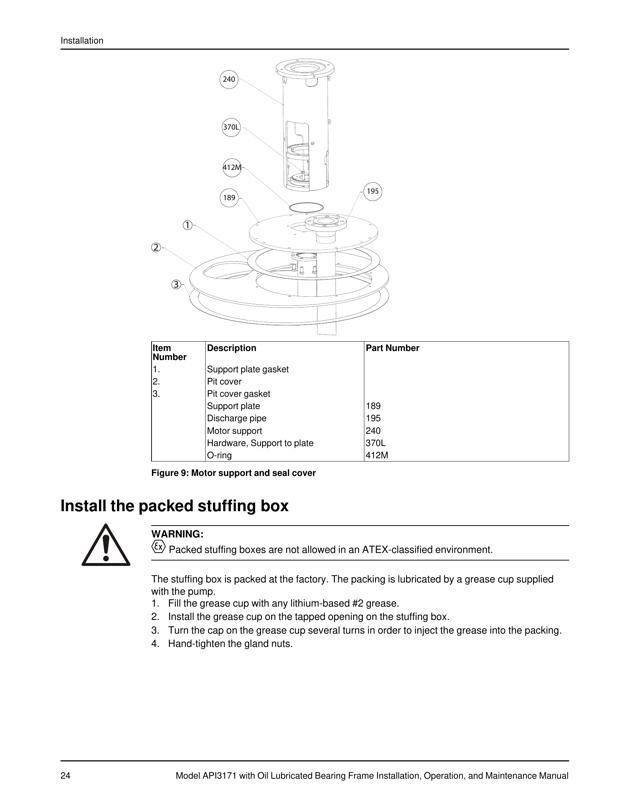 Installation
240
370L
412M
189
195
1
2
3
Item Number Description Part Number
1. Support plate gasket
2. Pit cover
3. Pit cover gasket
Support plate 189
Discharge pipe 195
Motor support 240
Hardware, Support to plate 370L
O-ring 412M
Figure 9: Motor support and seal cover
Install the packed stuffing box
WARNING:
Ex Packed stuffing boxes are not allowed in an ATEX-classified environment.
The stuffing box is packed at the factory. The packing is lubricated by a grease cup supplied
with the pump.
1. Fill the grease cup with any lithium-based #2 grease.
2. Install the grease cup on the tapped opening on the stuffing box.
3. Turn the cap on the grease cup several turns in order to inject the grease into the packing.
4. Hand-tighten the gland nuts.
24 Model API3171 with Oil Lubricated Bearing Frame Installation, Operation, and Maintenance Manual